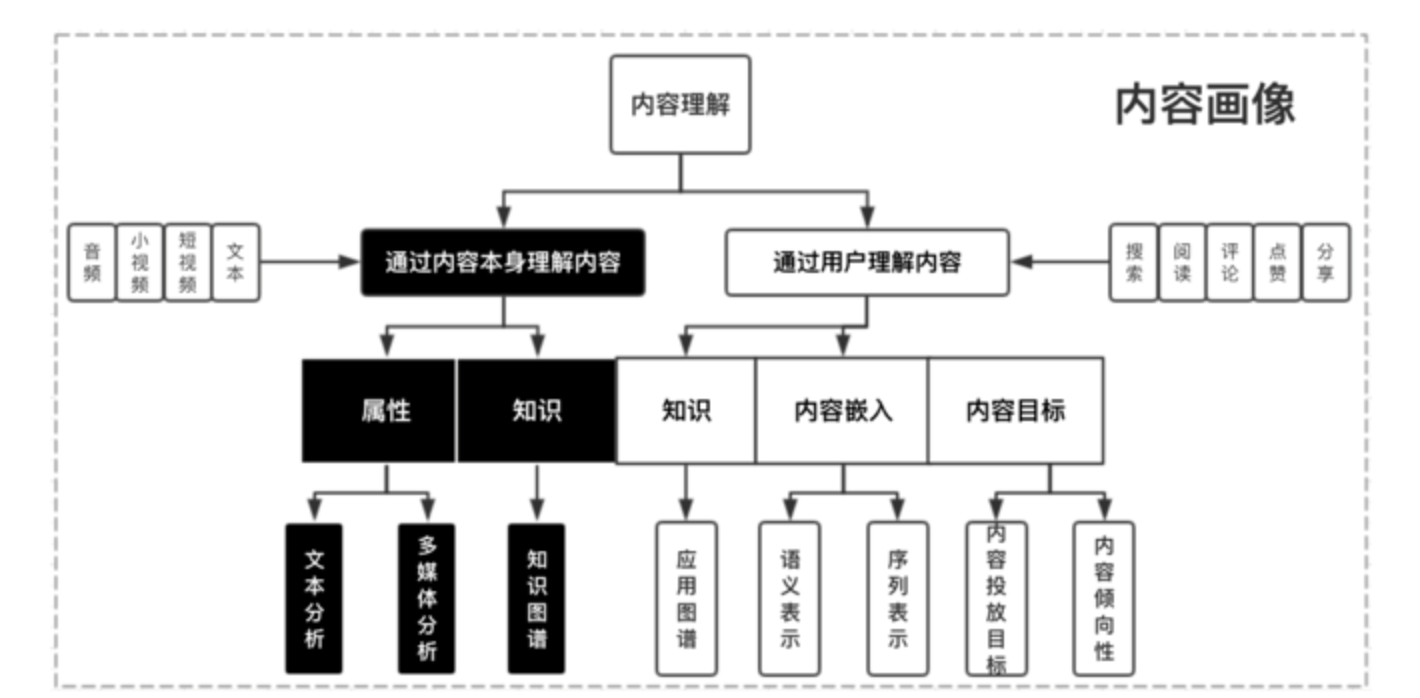 内容画像
内容理解
音频
小视频
短视频
文本
通过内容本身理解内容
通过用户理解内容
搜索
阅读
评论
点赞
分享
属性
知识
知识
内容嵌入
内容目标
文本分析
多媒体分析
知识图谱
应用图谱
语义表示
序列表示
内容投放目标
内容倾向性